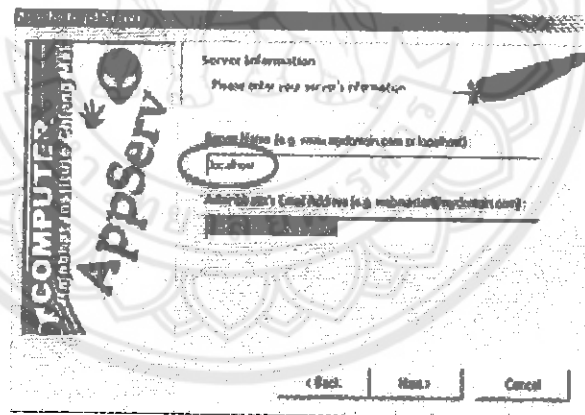 COMPUTER
AppServ
Server Information
Please enter your server's information
Server Name (e.g. www.mydomain.com or localhost)
localhost
Administrator's Email Address (e.g. webmaster@mydomain.com)
< Back
Next >
Cancel